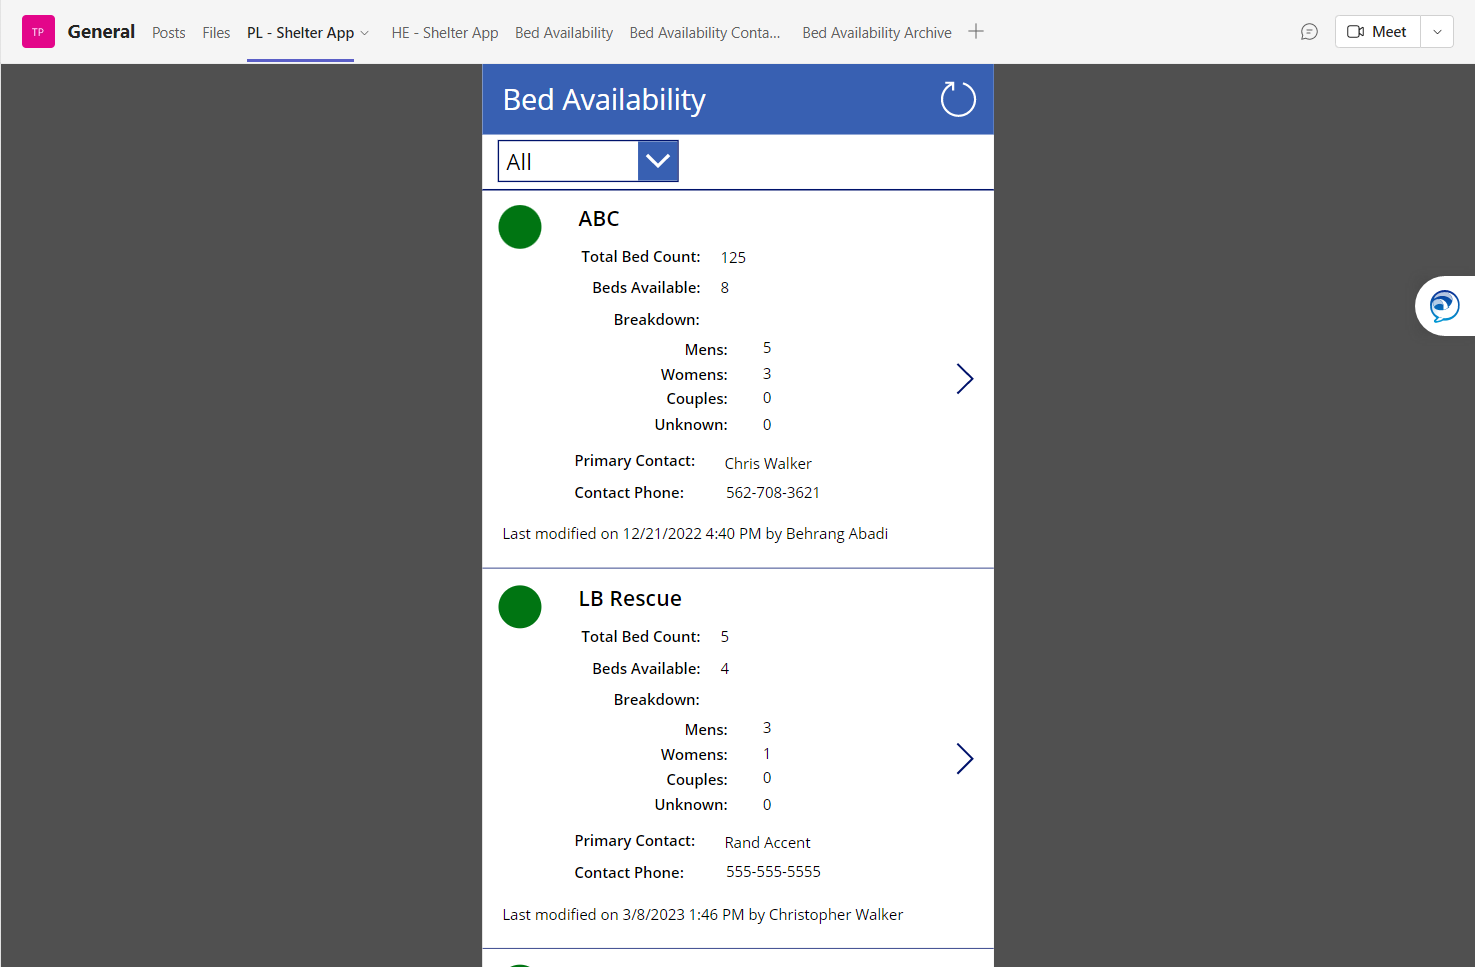 TP General Posts Files PL - Shelter App HE - Shelter App Bed Availability Bed Availability Conta... Bed Availability Archive Meet
Bed Availability
All
ABC
Total Bed Count: 125
Beds Available: 8
Breakdown:
Mens: 5
Womens: 3
Couples: 0
Unknown: 0
Primary Contact: Chris Walker
Contact Phone: 562-708-3621
Last modified on 12/21/2022 4:40 PM by Behrang Abadi
LB Rescue
Total Bed Count: 5
Beds Available: 4
Breakdown:
Mens: 3
Womens: 1
Couples: 0
Unknown: 0
Primary Contact: Rand Accent
Contact Phone: 555-555-5555
Last modified on 3/8/2023 1:46 PM by Christopher Walker